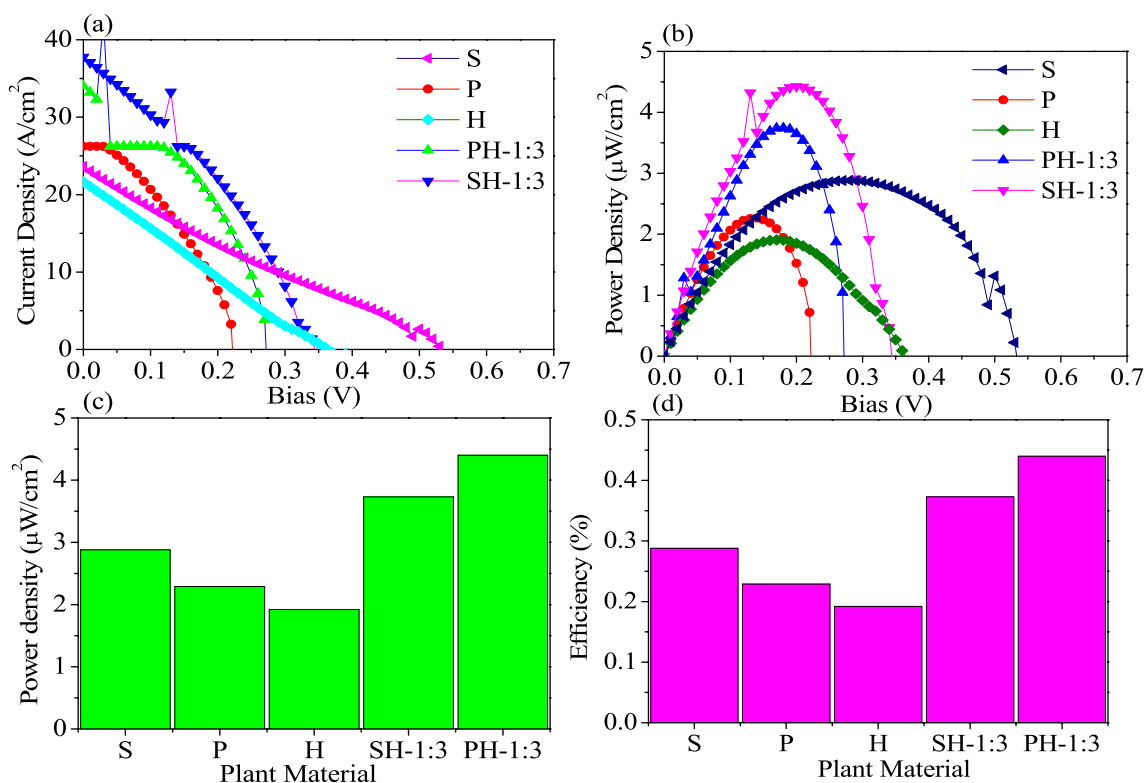 (a)
40
30
20
10
0
0.0 0.1 0.2 0.3 0.4 0.5 0.6 0.7
Current Density (A/cm²)
Bias (V)
S
P
H
PH-1:3
SH-1:3
(b)
5
4
3
2
1
0
0.0 0.1 0.2 0.3 0.4 0.5 0.6 0.7
Power Density (μW/cm²)
Bias (V)
S
P
H
PH-1:3
SH-1:3
(c)
5
4
3
2
1
0
Power density (μW/cm²)
S P H SH-1:3 PH-1:3
Plant Material
(d)
0.5
0.4
0.3
0.2
0.1
0.0
Efficiency (%)
S P H SH-1:3 PH-1:3
Plant Material